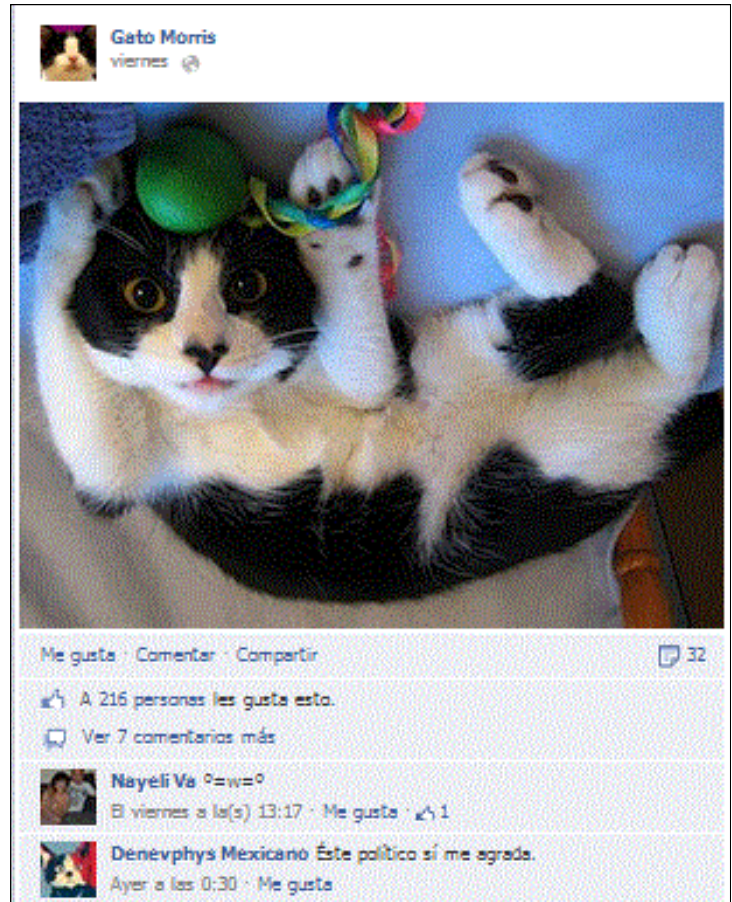 Gato Morris
viernes
Me gusta · Comentar · Compartir
32
A 216 personas les gusta esto.
Ver 7 comentarios más
Nayeli Va º=w=º
El viernes a la(s) 13:17 · Me gusta · 1
Denevphys Mexicano Éste político sí me agrada.
Ayer a las 0:30 · Me gusta